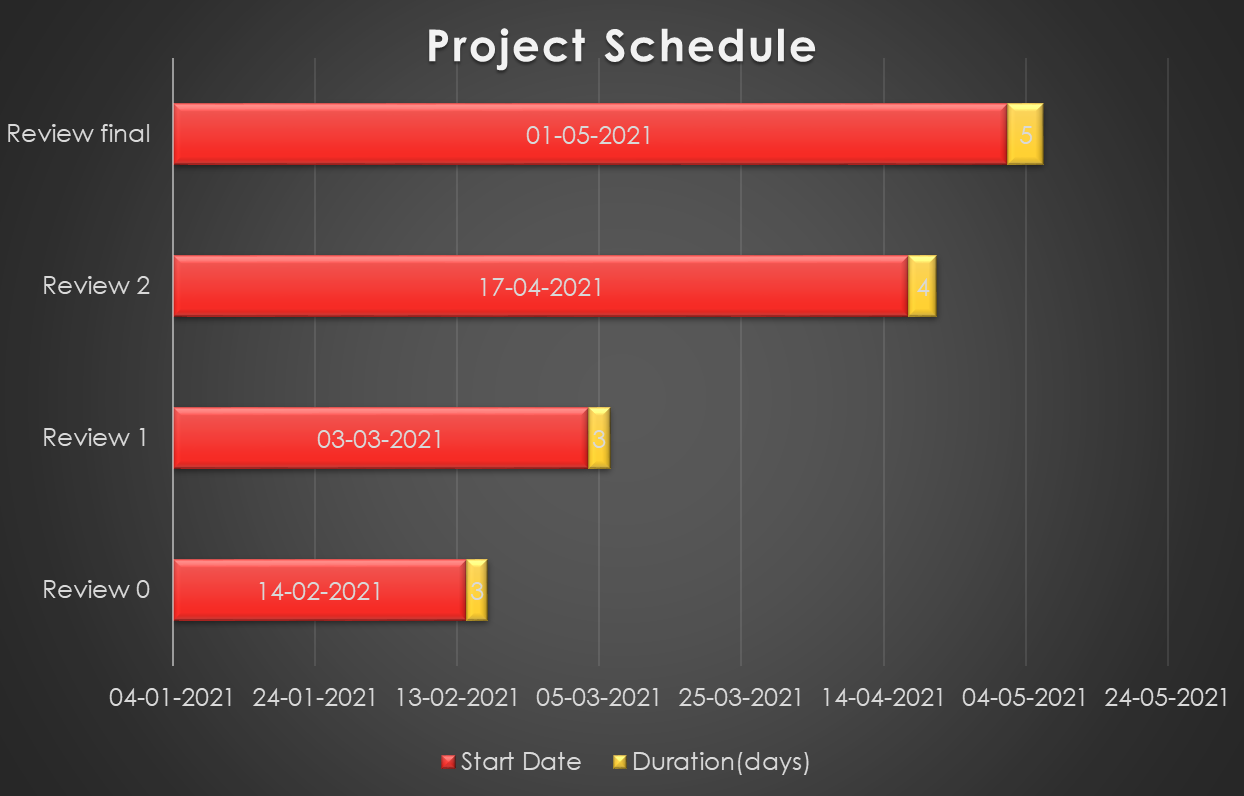 Project Schedule
Review final
01-05-2021
5
Review 2
17-04-2021
4
Review 1
03-03-2021
3
Review 0
14-02-2021
3
04-01-2021 24-01-2021 13-02-2021 05-03-2021 25-03-2021 14-04-2021 04-05-2021 24-05-2021
Start Date Duration(days)